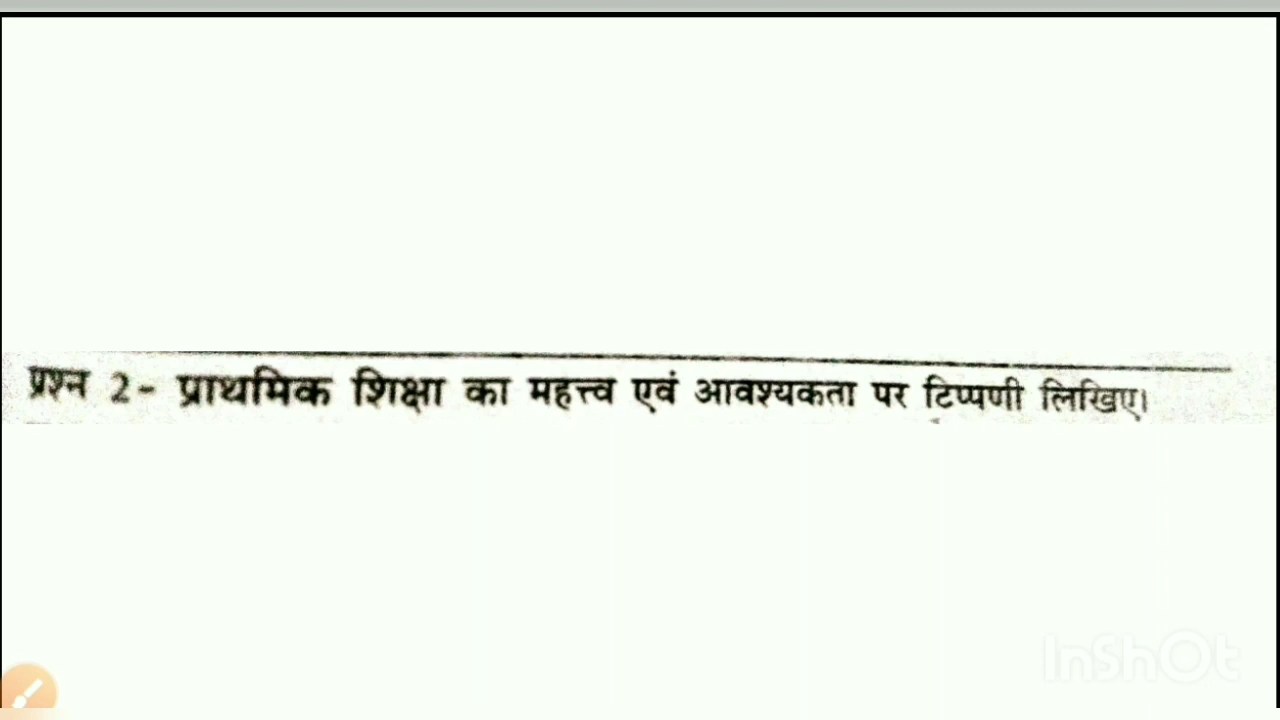 प्रश्न 2- प्राथमिक शिक्षा का महत्त्व एवं आवश्यकता पर टिप्पणी लिखिए।
InShOt